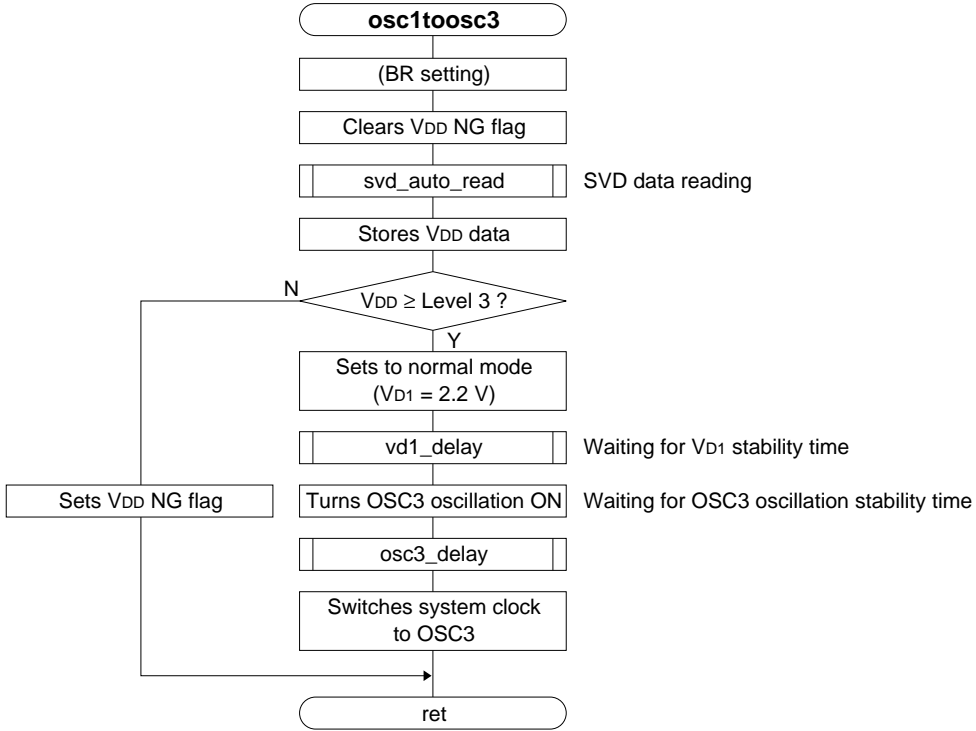 osc1toosc3
(BR setting)
Clears VDD NG flag
svd_auto_read
SVD data reading
Stores VDD data
N
VDD ≥ Level 3 ?
Y
Sets to normal mode
(VD1 = 2.2 V)
vd1_delay
Waiting for VD1 stability time
Sets VDD NG flag
Turns OSC3 oscillation ON
Waiting for OSC3 oscillation stability time
osc3_delay
Switches system clock
to OSC3
ret